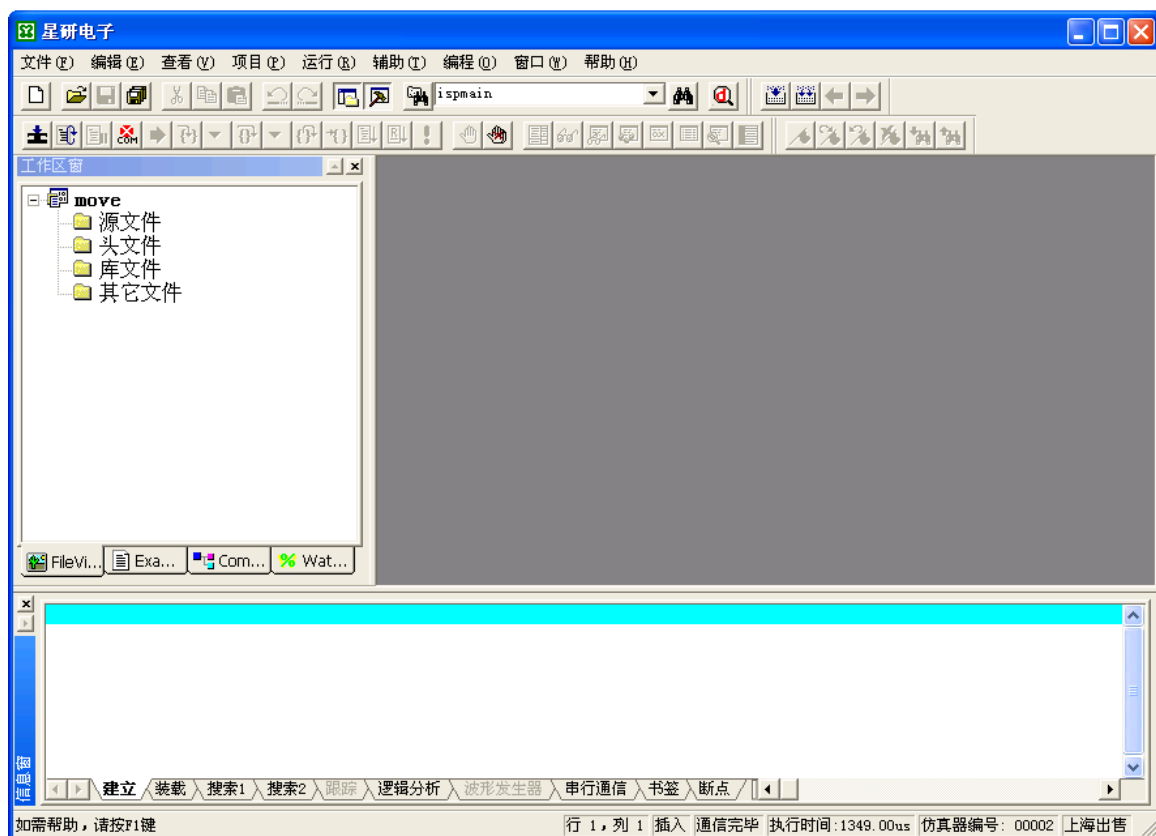 星研电子
文件(F) 编辑(E) 查看(V) 项目(P) 运行(R) 辅助(T) 编程(O) 窗口(W) 帮助(H)
ispmain
COM
工作区窗
move
源文件
头文件
库文件
其它文件
FileVi... Exa... Com... Wat...
信息窗
建立 装载 搜索1 搜索2 跟踪 逻辑分析 波形发生器 串行通信 书签 断点
如需帮助,请按F1键 行 1,列 1 插入 通信完毕 执行时间:1349.00us 仿真器编号: 00002 上海出售